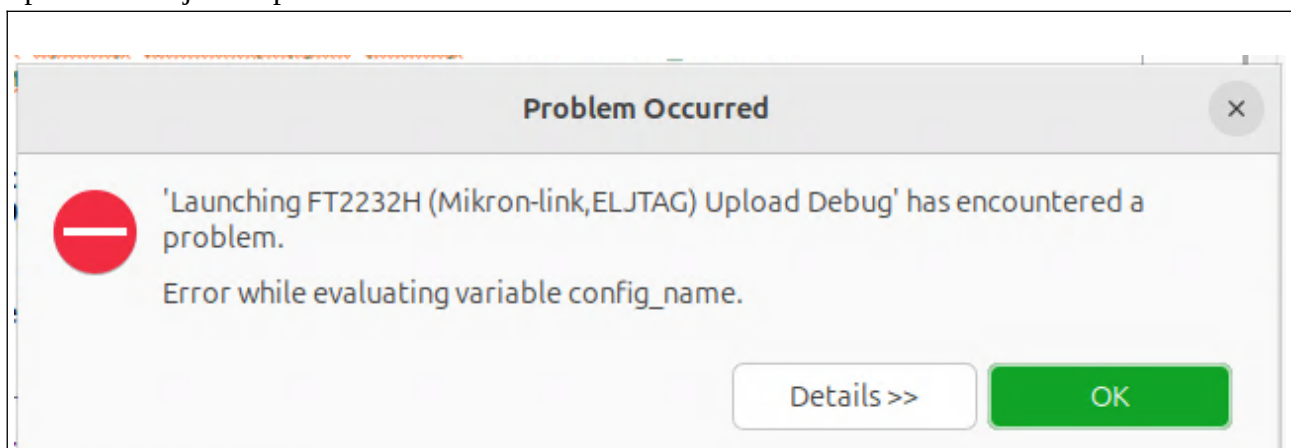 Problem Occurred
'Launching FT2232H (Mikron-link,ELJTAG) Upload Debug' has encountered a
problem.
Error while evaluating variable config_name.
Details >>
OK